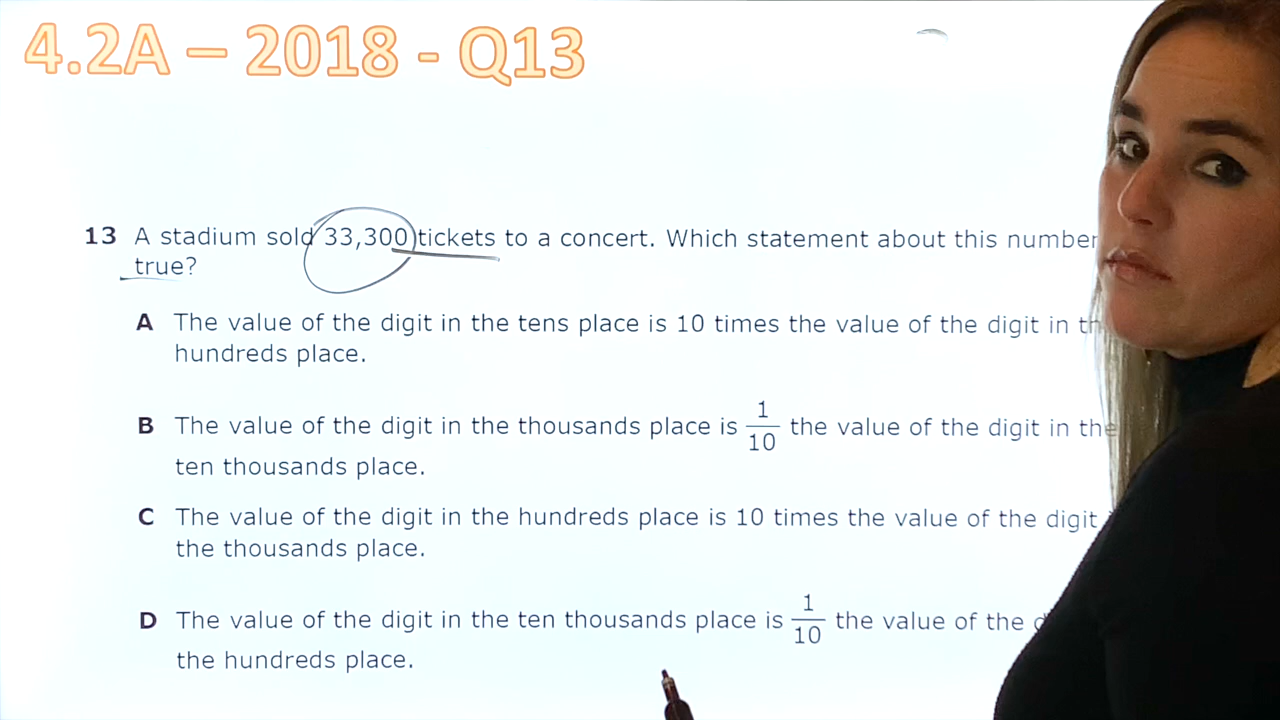 4.2A – 2018 - Q13
13 A stadium sold 33,300 tickets to a concert. Which statement about this number
true?
A The value of the digit in the tens place is 10 times the value of the digit in
hundreds place.
B The value of the digit in the thousands place is 1/10 the value of the digit in the
ten thousands place.
C The value of the digit in the hundreds place is 10 times the value of the digit
the thousands place.
D The value of the digit in the ten thousands place is 1/10 the value of the
the hundreds place.